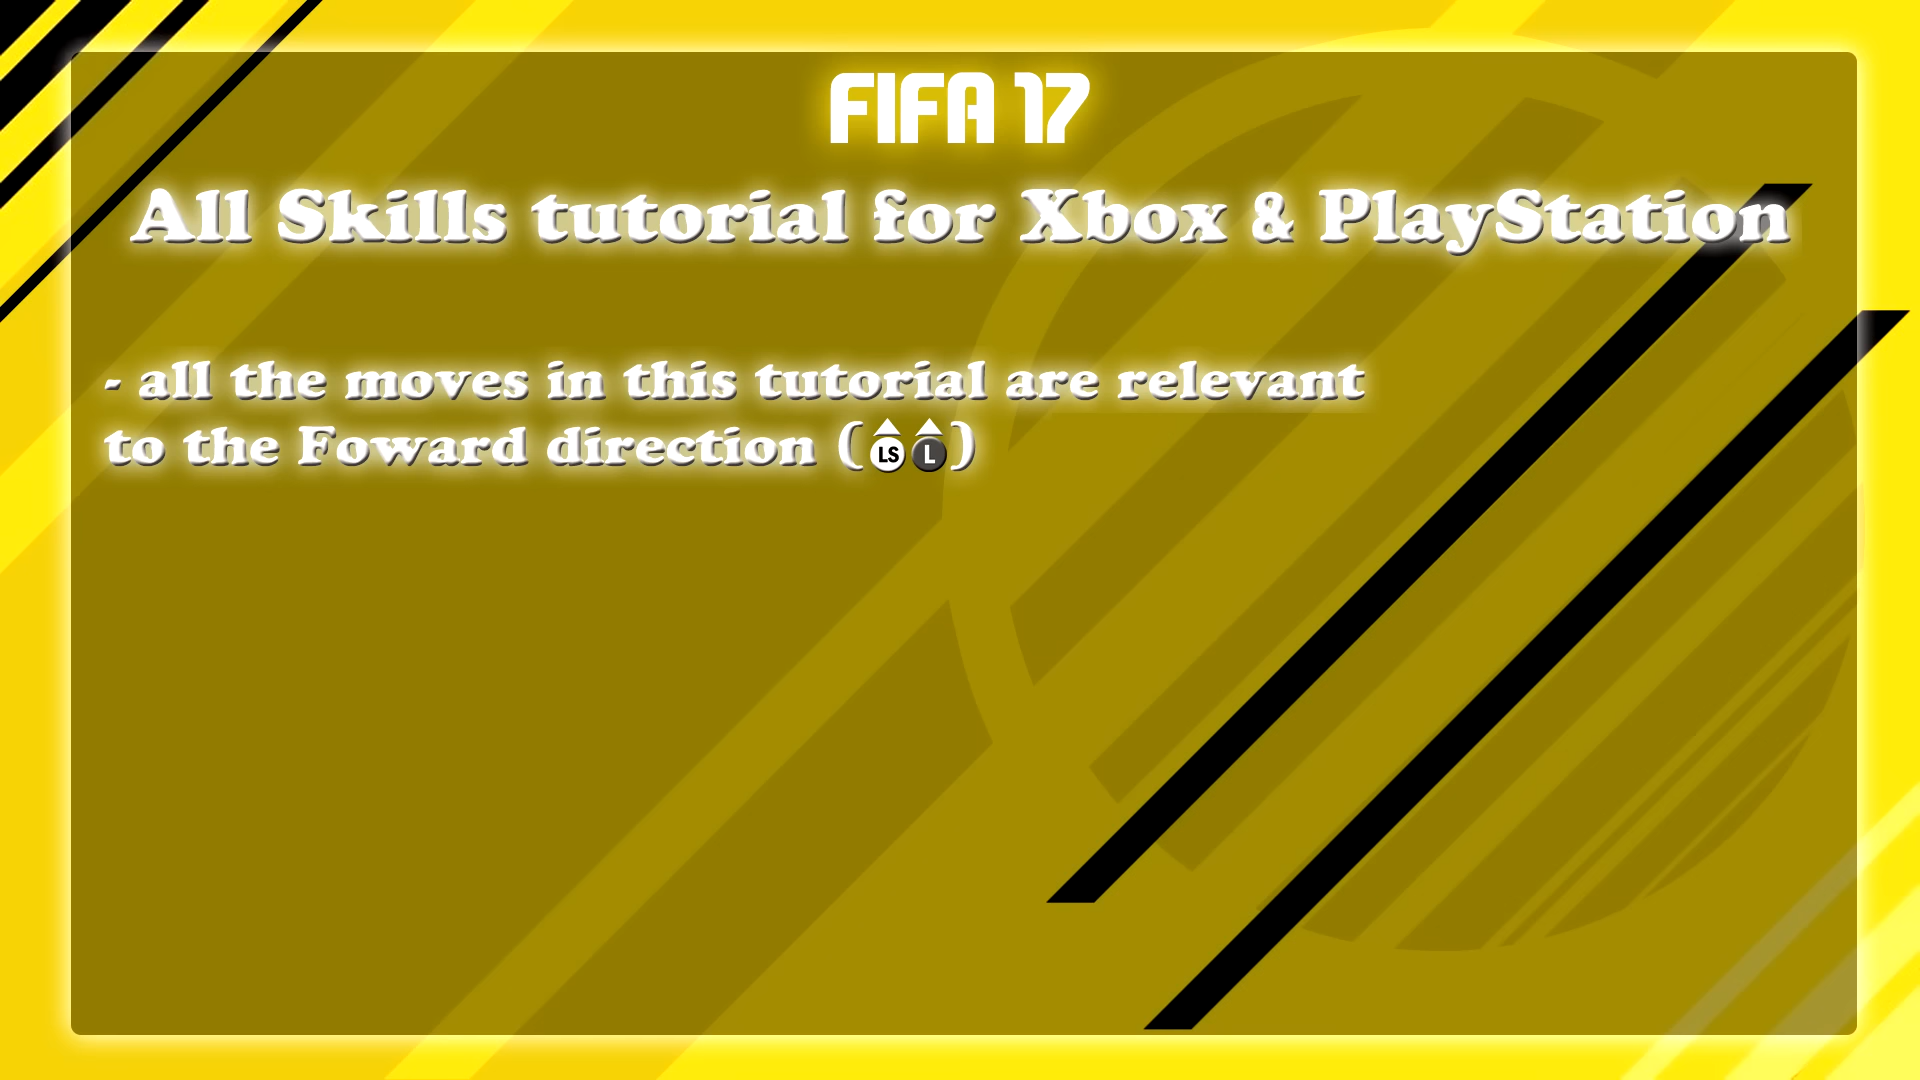 FIFA 17
All Skills tutorial for Xbox & PlayStation
- all the moves in this tutorial are relevant
to the Foward direction (LS L)